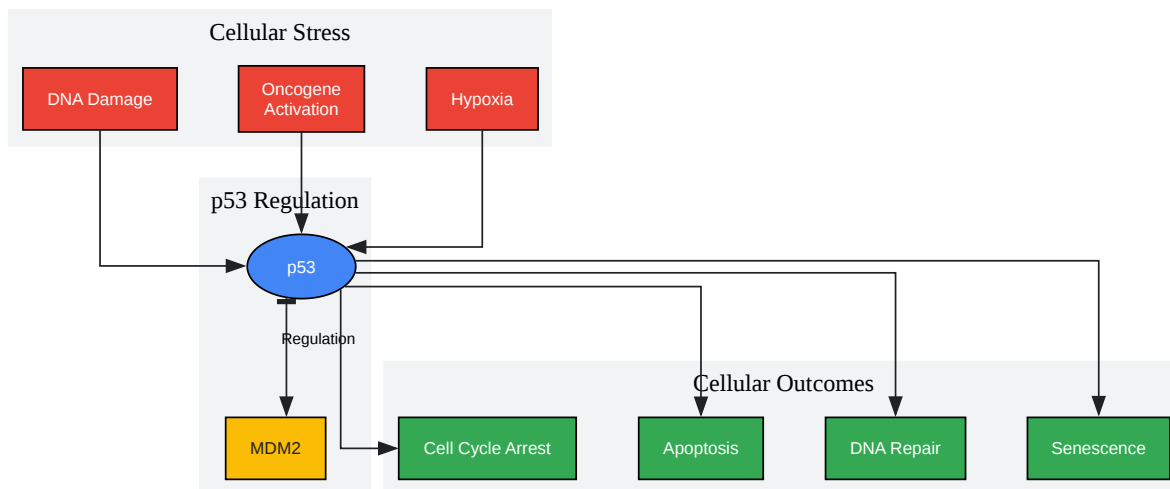 Cellular Stress
DNA Damage
Oncogene
Activation
Hypoxia
p53 Regulation
p53
Regulation
Cellular Outcomes
MDM2
Cell Cycle Arrest
Apoptosis
DNA Repair
Senescence